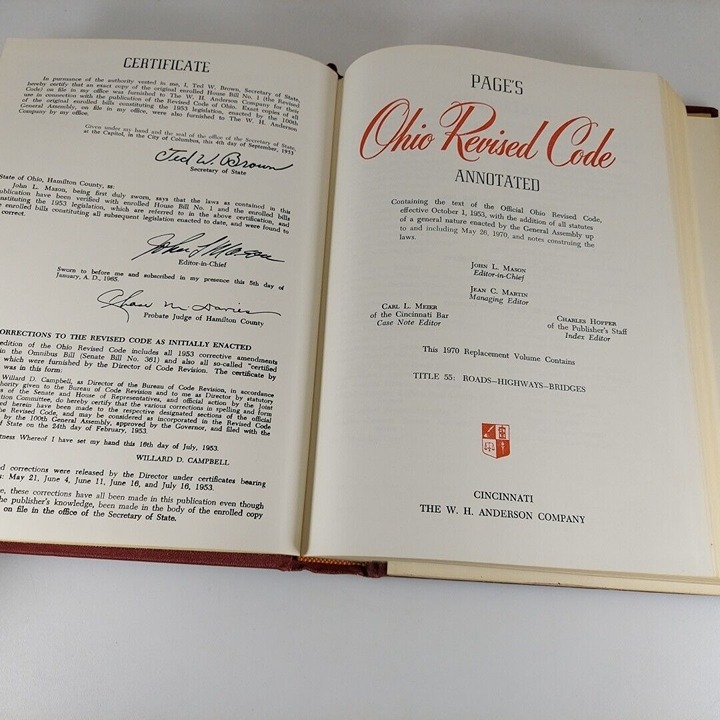 CERTIFICATE
In pursuance of the authority vested in me, I, Ted W. Brown, Secretary of State,
hereby certify that an exact copy of the original enrolled House Bill No. 1 (the Revised
Code) on file in my office was furnished to The W. H. Anderson Company for their
use in connection with the publication of the Revised Code of Ohio. Exact copies of all
of the original enrolled bills constituting the 1953 legislation, enacted by the 100th
General Assembly, on file in my office, were also furnished to The W. H. Anderson
Company by my office.
Given under my hand and the seal of the office of the Secretary of State,
at the Capitol, in the City of Columbus, this 4th day of September, 1953
Ted W. Brown
Secretary of State
State of Ohio, Hamilton County, ss:
John L. Mason, being first duly sworn, says that the laws as contained in this
publication have been verified with enrolled House Bill No. 1 and the enrolled bills
constituting the 1953 legislation, which are referred to in the above certification, and
enrolled bills constituting all subsequent legislation enacted to date, and were found to
correct.
John L Mason
Editor-in-Chief
Sworn to before me and subscribed in my presence this 5th day of
January, A. D., 1965.
Chase M. Davies
Probate Judge of Hamilton County
CORRECTIONS TO THE REVISED CODE AS INITIALLY ENACTED
edition of the Ohio Revised Code includes all 1953 corrective amendments
in the Omnibus Bill (Senate Bill No. 361) and also all so-called "certified
which were furnished by the Director of Code Revision. The certificate by
was in this form:
Willard D. Campbell, as Director of the Bureau of Code Revision, in accordance
authority given to the Bureau of Code Revision and to me as Director by statutory
of the Senate and House of Representatives, and official action by the Joint
Committee, do hereby certify that the various corrections in spelling and form
herein have been made to the respective designated sections of the official
the Revised Code, and may be considered as incorporated in the Revised Code
by the 100th General Assembly, approved by the Governor, and filed with the
of State on the 24th day of February, 1953.
Witness Whereof I have set my hand this 16th day of July, 1953.
WILLARD D. CAMPBELL
corrections were released by the Director under certificates bearing
May 21, June 4, June 11, June 16, and July 16, 1953.
these corrections have all been made in this publication even though
the publisher's knowledge, been made in the body of the enrolled copy
on file in the office of the Secretary of State.
PAGE'S
Ohio Revised Code
ANNOTATED
Containing the text of the Official Ohio Revised Code,
effective October 1, 1953, with the addition of all statutes
of a general nature enacted by the General Assembly up
to and including May 26, 1970, and notes construing the
laws.
JOHN L. MASON
Editor-in-Chief
JEAN C. MARTIN
Managing Editor
CARL L. MEIER
of the Cincinnati Bar
Case Note Editor
CHARLES HOPPER
of the Publisher's Staff
Index Editor
This 1970 Replacement Volume Contains
TITLE 55: ROADS—HIGHWAYS—BRIDGES
CINCINNATI
THE W. H. ANDERSON COMPANY